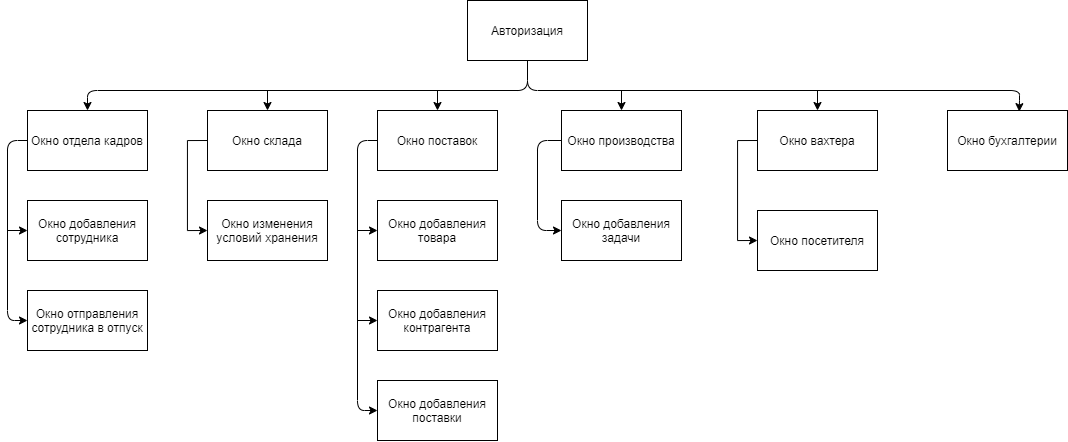 Авторизация
Окно отдела кадров
Окно склада
Окно поставок
Окно производства
Окно вахтера
Окно бухгалтерии
Окно добавления
сотрудника
Окно изменения
условий хранения
Окно добавления
товара
Окно добавления
задачи
Окно посетителя
Окно отправления
сотрудника в отпуск
Окно добавления
контрагента
Окно добавления
поставки